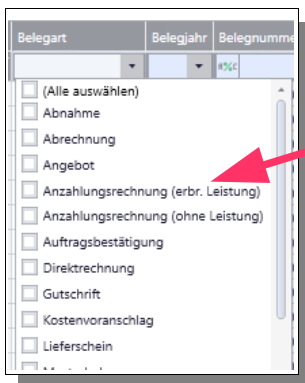 Belegart Belegjahr Belegnumme
(Alle auswählen)
Abnahme
Abrechnung
Angebot
Anzahlungsrechnung (erbr. Leistung)
Anzahlungsrechnung (ohne Leistung)
Auftragsbestätigung
Direktrechnung
Gutschrift
Kostenvoranschlag
Lieferschein